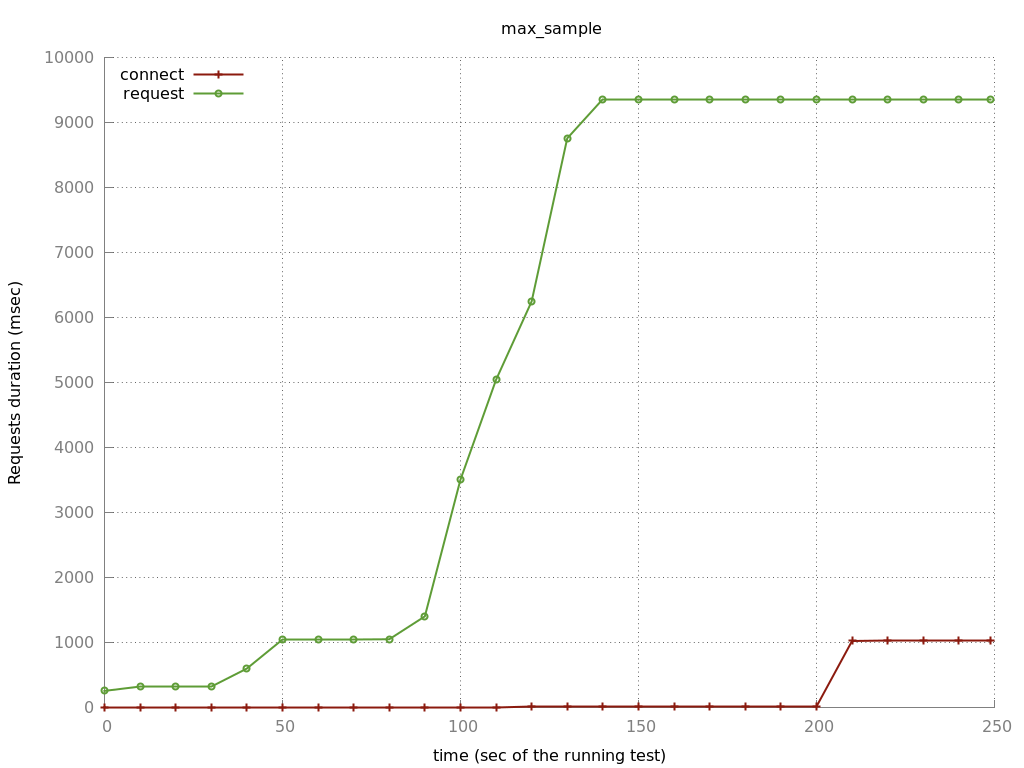 max_sample
10000
9000
8000
7000
6000
5000
4000
3000
2000
1000
0
connect
request
Requests duration (msec)
0 50 100 150 200 250
time (sec of the running test)